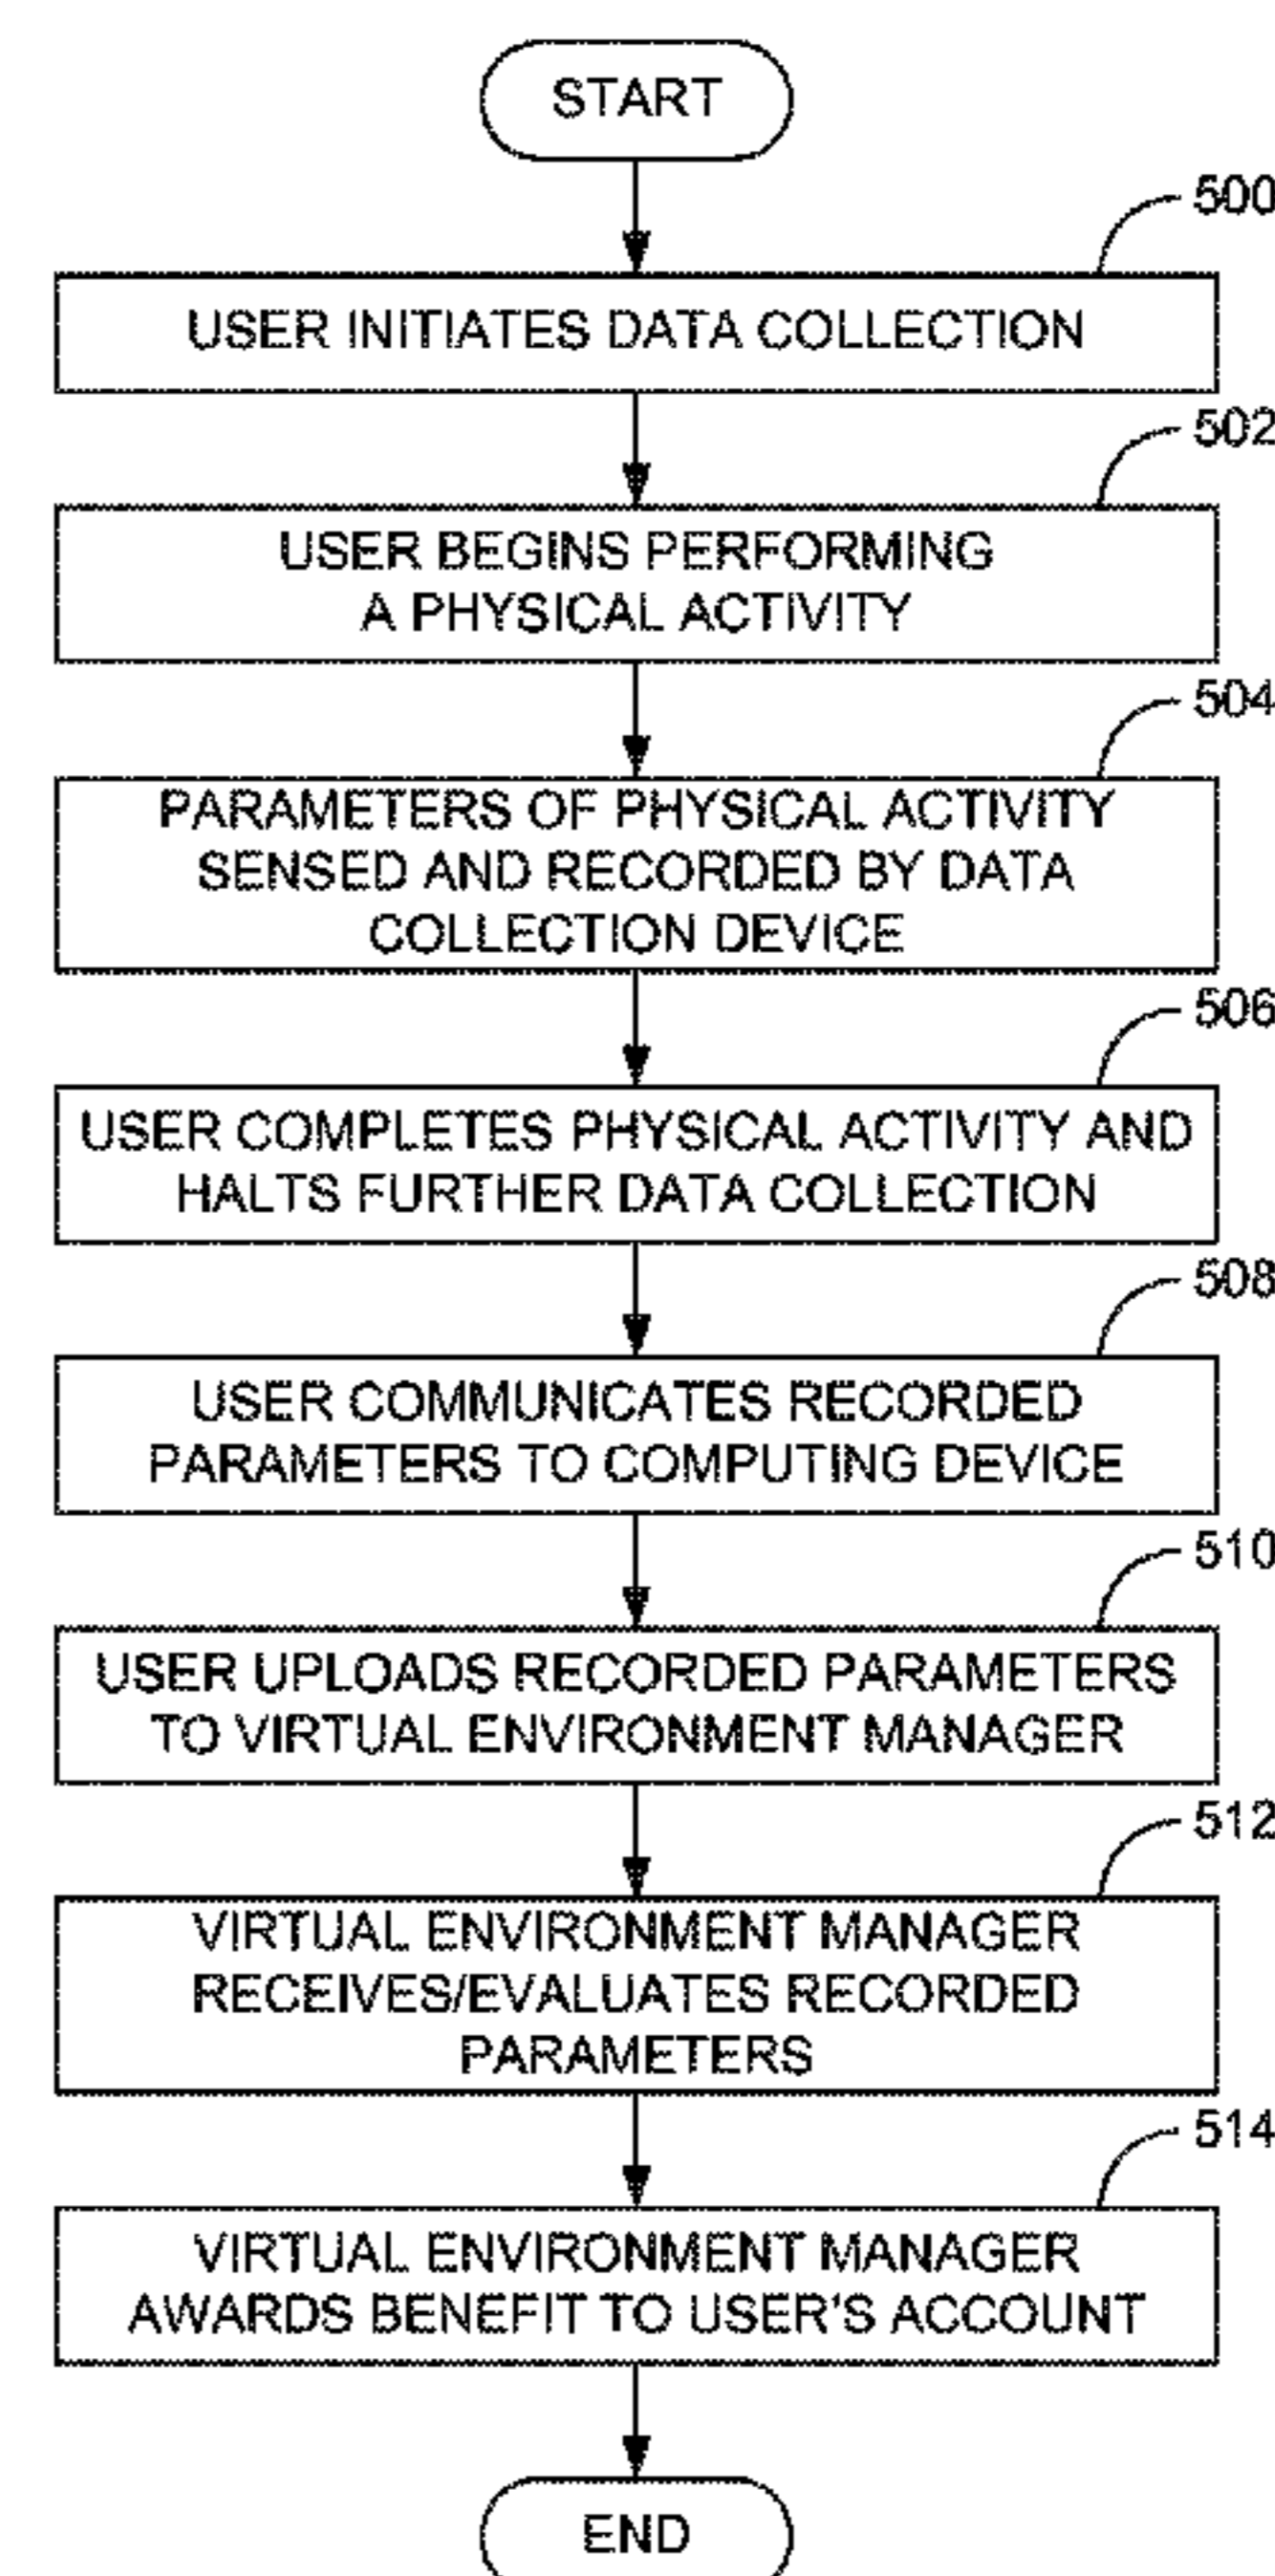 START
500
USER INITIATES DATA COLLECTION
502
USER BEGINS PERFORMING
A PHYSICAL ACTIVITY
504
PARAMETERS OF PHYSICAL ACTIVITY
SENSED AND RECORDED BY DATA
COLLECTION DEVICE
506
USER COMPLETES PHYSICAL ACTIVITY AND
HALTS FURTHER DATA COLLECTION
508
USER COMMUNICATES RECORDED
PARAMETERS TO COMPUTING DEVICE
510
USER UPLOADS RECORDED PARAMETERS
TO VIRTUAL ENVIRONMENT MANAGER
512
VIRTUAL ENVIRONMENT MANAGER
RECEIVES/EVALUATES RECORDED
PARAMETERS
514
VIRTUAL ENVIRONMENT MANAGER
AWARDS BENEFIT TO USER'S ACCOUNT
END